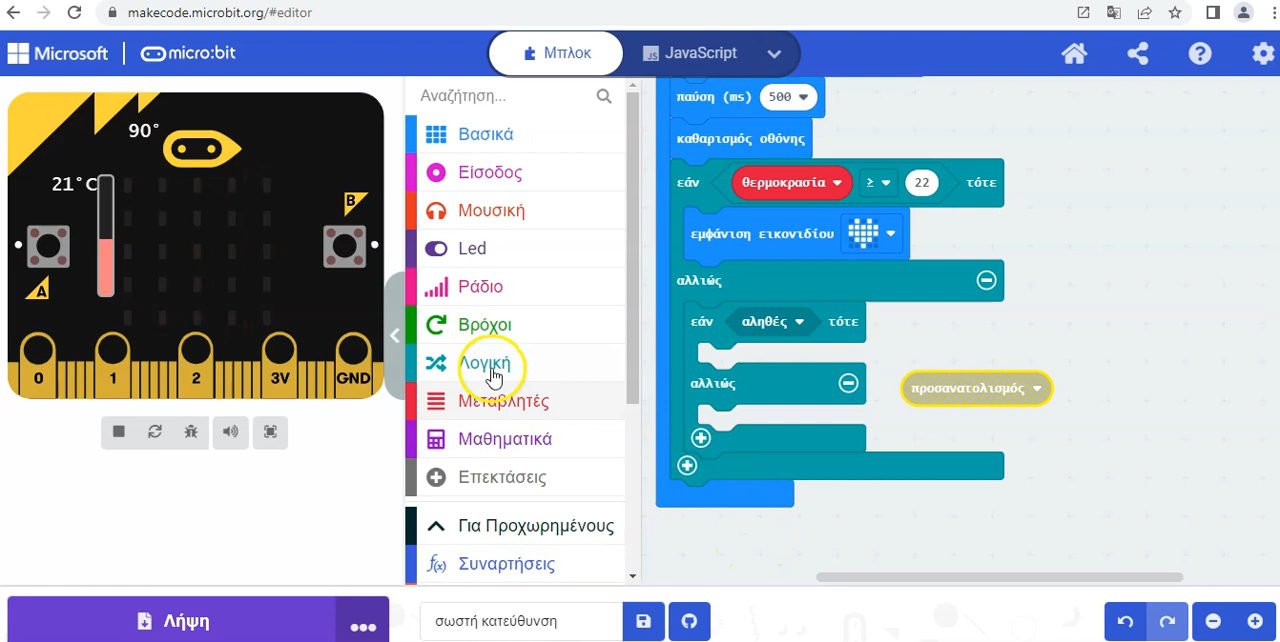 makecode.microbit.org/#editor
Microsoft
micro:bit
Μπλοκ
JavaScript
90°
21°C
B
A
0 1 2 3V GND
Αναζήτηση...
Βασικά
Είσοδος
Μουσική
Led
Ράδιο
Βρόχοι
Λογική
Μεταβλητές
Μαθηματικά
Επεκτάσεις
Για Προχωρημένους
Συναρτήσεις
παύση (ms) 500
καθαρισμός οθόνης
εάν θερμοκρασία ≥ 22 τότε
εμφάνιση εικονιδίου
αλλιώς
εάν αληθές τότε
αλλιώς
προσανατολισμός
Λήψη
σωστή κατεύθυνση